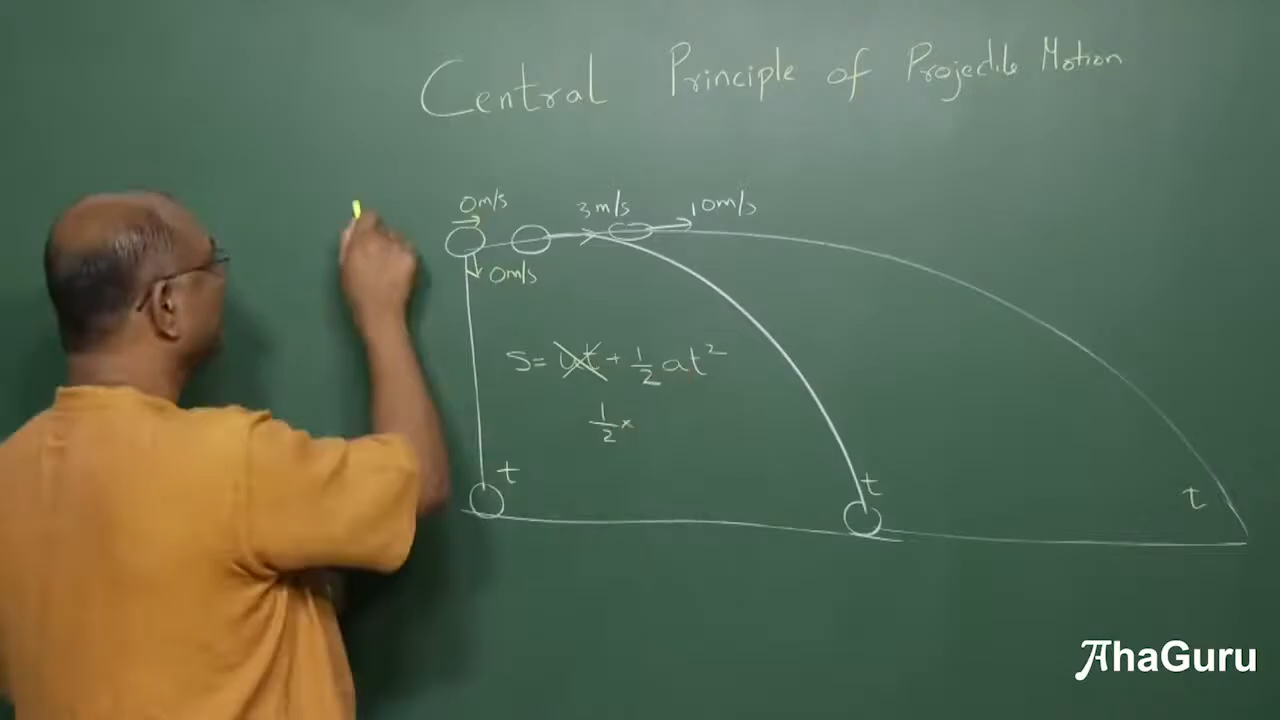 Central Principle of Projectile Motion
0m/s
3m/s
10m/s
0m/s
S= ut + 1/2 at²
1/2 ×
t
t
t
AhaGuru